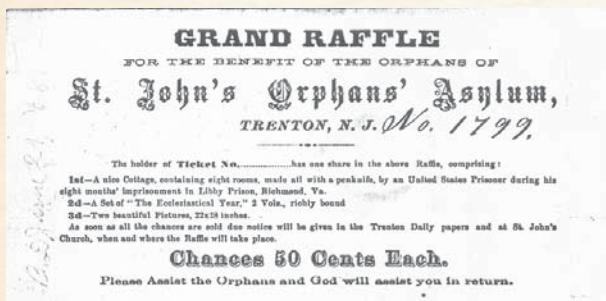 GRAND RAFFLE
FOR THE BENEFIT OF THE ORPHANS OF
St. John's Orphans' Asylum,
TRENTON, N. J. No. 1799.
The holder of Ticket No. ................ has one share in the above Raffle, comprising:
1st—A nice Cottage, containing eight rooms, made all with a penknife, by an United States Prisoner during his
eight months' imprisonment in Libby Prison, Richmond, Va.
2d—A Set of "The Ecclesiastical Year," 2 Vols., richly bound
3d—Two beautiful Pictures, 22x28 inches.
As soon as all the chances are sold due notice will be given in the Trenton Daily papers and at St. John's
Church, when and where the Raffle will take place.
Chances 50 Cents Each.
Please Assist the Orphans and God will assist you in return.